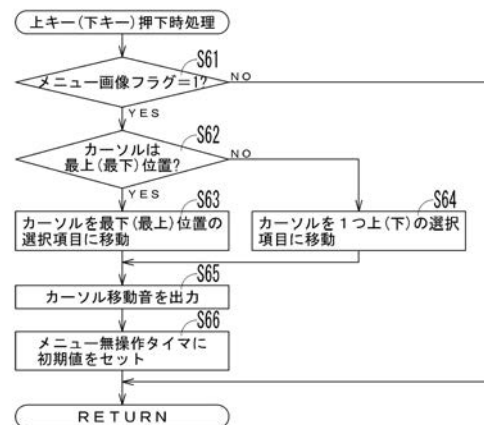 上キー(下キー)押下時処理
S61
メニュー画像フラグ=1?
NO
YES
S62
カーソルは
最上(最下)位置?
NO
YES
S63
カーソルを最下(最上)位置の
選択項目に移動
S64
カーソルを1つ上(下)の選択
項目に移動
S65
カーソル移動音を出力
S66
メニュー無操作タイマに
初期値をセット
RETURN